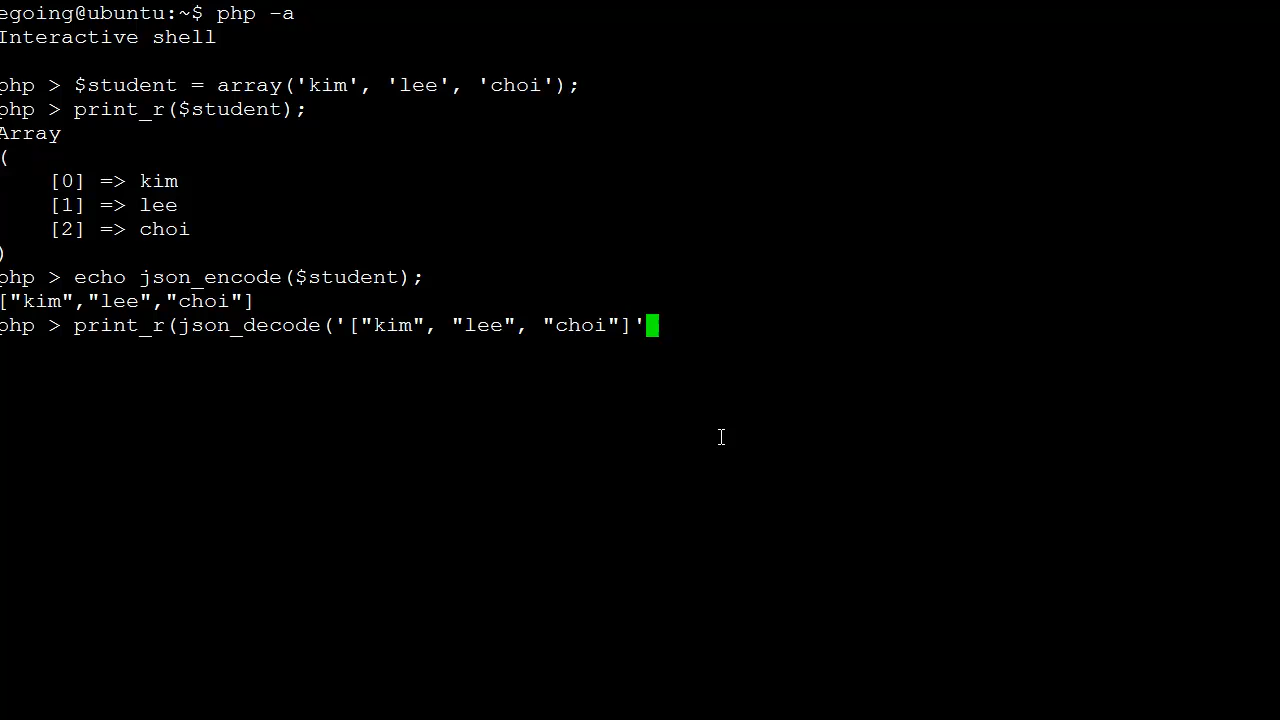 egoing@ubuntu:~$ php -a
Interactive shell
php > $student = array('kim', 'lee', 'choi');
php > print_r($student);
Array
(
    [0] => kim
    [1] => lee
    [2] => choi
)
php > echo json_encode($student);
["kim","lee","choi"]
php > print_r(json_decode('["kim", "lee", "choi"]'